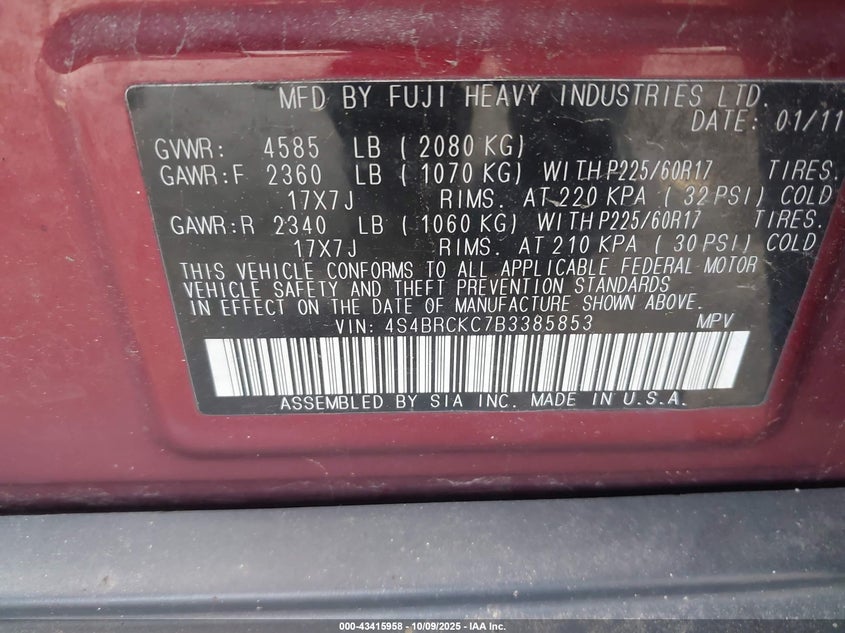 MFD BY FUJI HEAVY INDUSTRIES LTD.
DATE: 01/11
GVWR: 4585 LB ( 2080 KG)
GAWR:F 2360 LB ( 1070 KG) WITHP225/60R17 TIRES.
17X7J RIMS. AT 220 KPA ( 32 PSI) COLD
GAWR:R 2340 LB ( 1060 KG) WITHP225/60R17 TIRES.
17X7J RIMS. AT 210 KPA ( 30 PSI) COLD
THIS VEHICLE CONFORMS TO ALL APPLICABLE FEDERAL MOTOR
VEHICLE SAFETY AND THEFT PREVENTION STANDARDS
IN EFFECT ON THE DATE OF MANUFACTURE SHOWN ABOVE.
VIN: 4S4BRCKC7B3385853 MPV
ASSEMBLED BY SIA INC. MADE IN U.S.A.
000-43415958 - 10/09/2025 - IAA Inc.